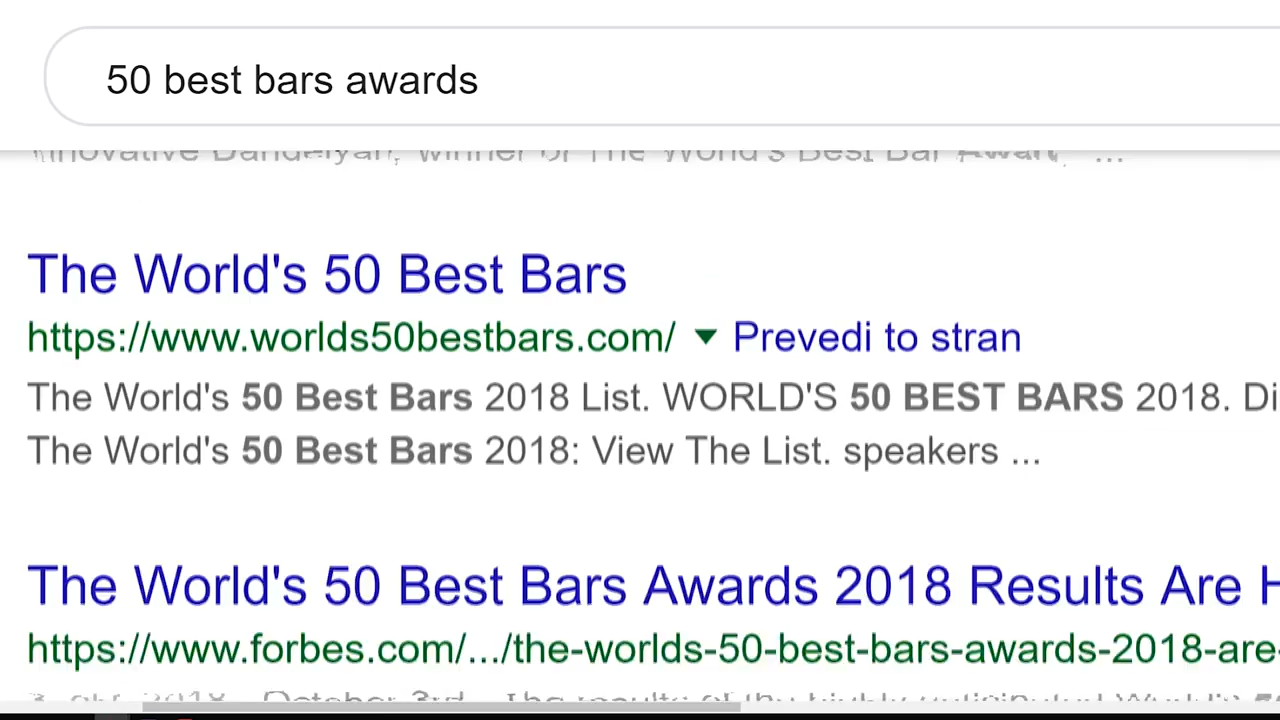 50 best bars awards
The World's 50 Best Bars
https://www.worlds50bestbars.com/ ▼ Prevedi to stran
The World's 50 Best Bars 2018 List. WORLD'S 50 BEST BARS 2018. Di
The World's 50 Best Bars 2018: View The List. speakers ...
The World's 50 Best Bars Awards 2018 Results Are H
https://www.forbes.com/.../the-worlds-50-best-bars-awards-2018-are-